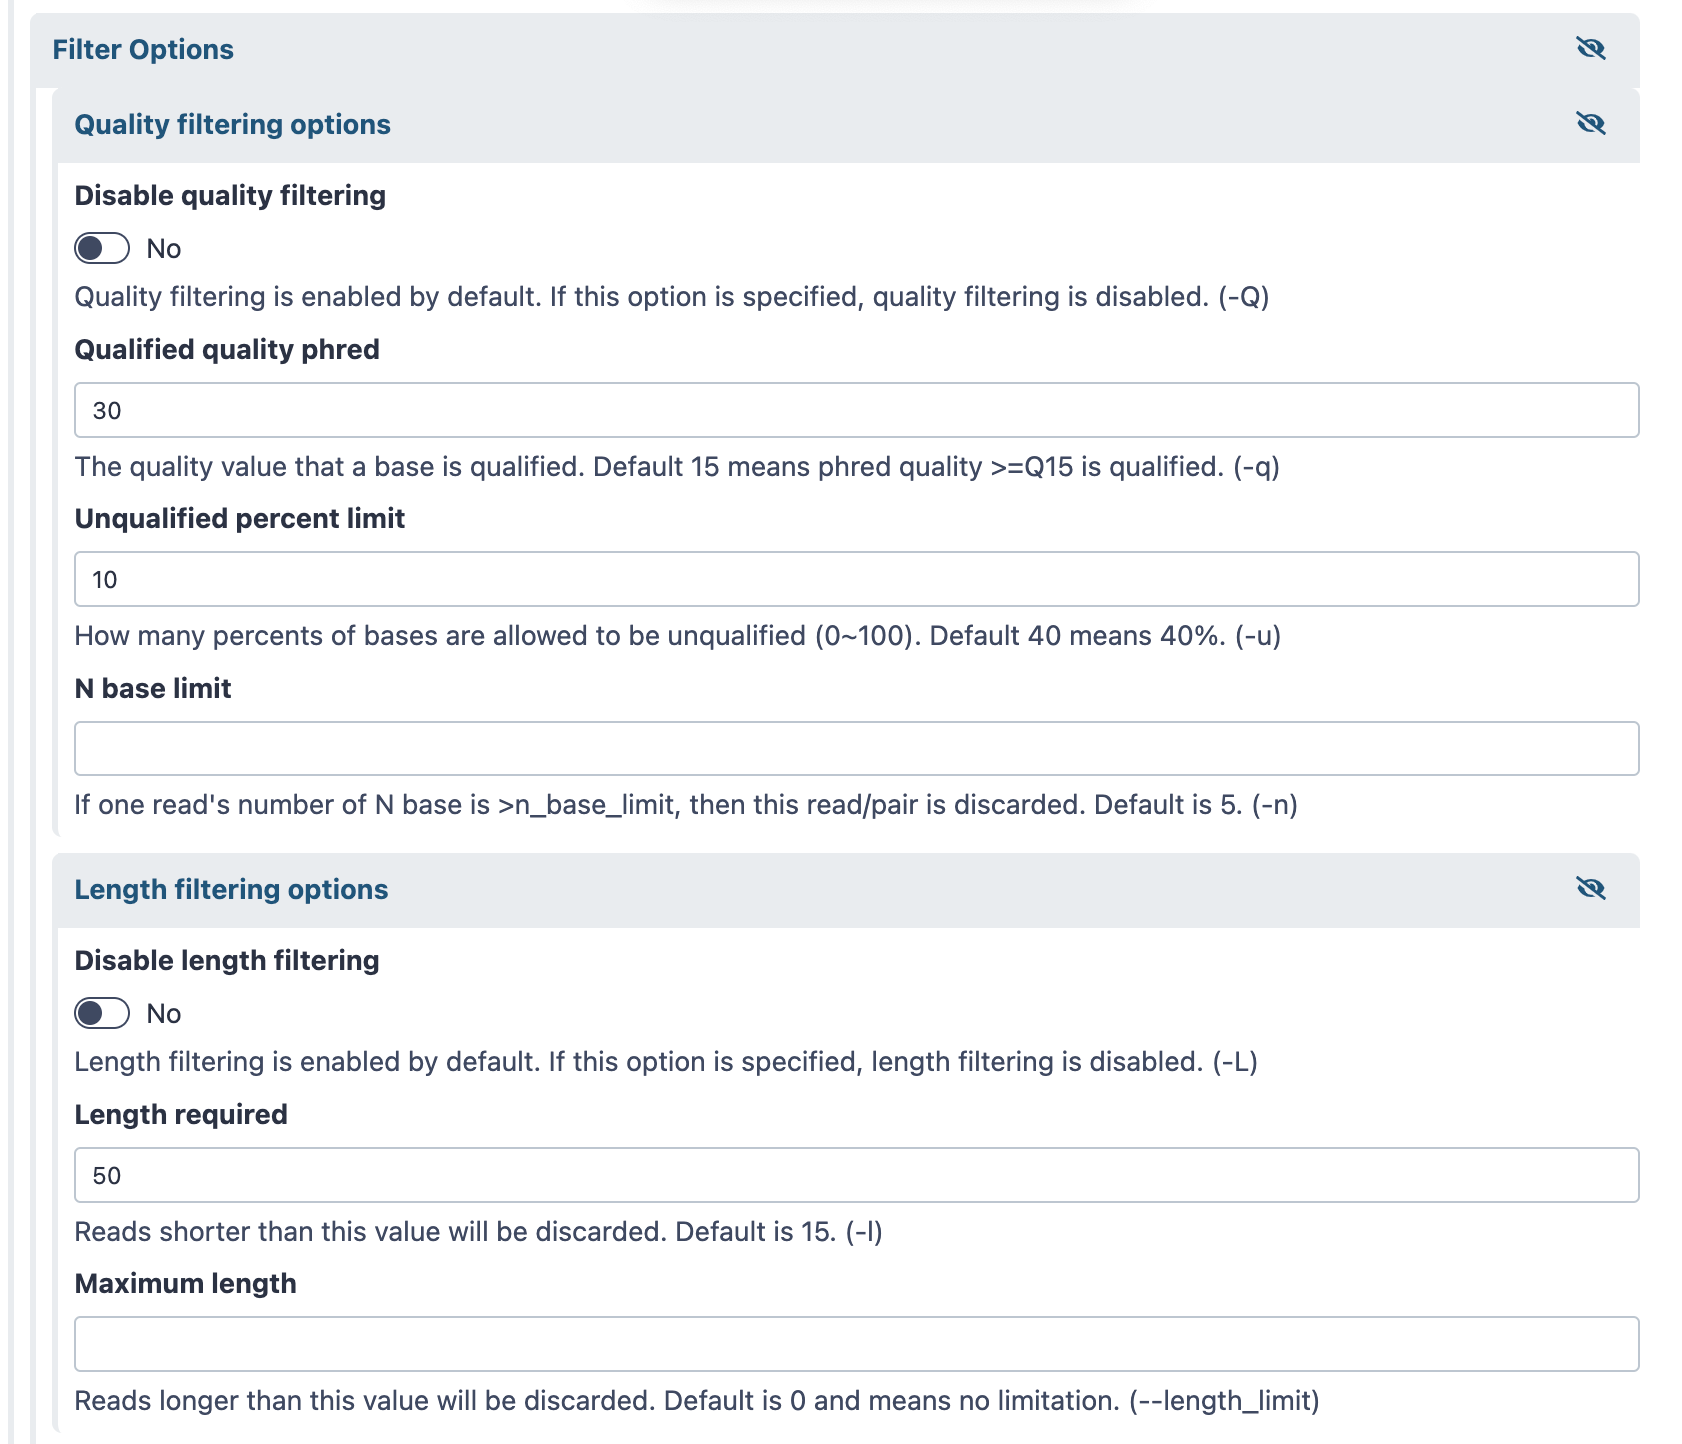 Filter Options
Quality filtering options
Disable quality filtering
No
Quality filtering is enabled by default. If this option is specified, quality filtering is disabled. (-Q)
Qualified quality phred
30
The quality value that a base is qualified. Default 15 means phred quality >=Q15 is qualified. (-q)
Unqualified percent limit
10
How many percents of bases are allowed to be unqualified (0~100). Default 40 means 40%. (-u)
N base limit
If one read's number of N base is >n_base_limit, then this read/pair is discarded. Default is 5. (-n)
Length filtering options
Disable length filtering
No
Length filtering is enabled by default. If this option is specified, length filtering is disabled. (-L)
Length required
50
Reads shorter than this value will be discarded. Default is 15. (-l)
Maximum length
Reads longer than this value will be discarded. Default is 0 and means no limitation. (--length_limit)